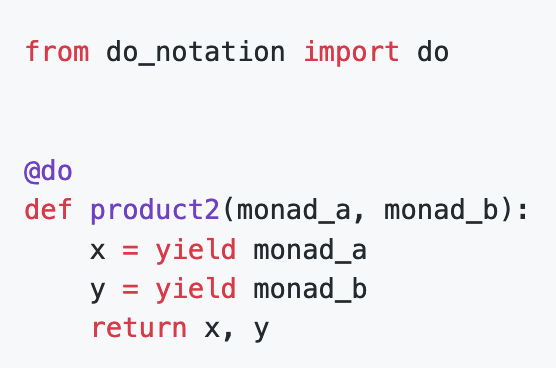 from do_notation import do
@do
def product2(monad_a, monad_b):
    x = yield monad_a
    y = yield monad_b
    return x, y